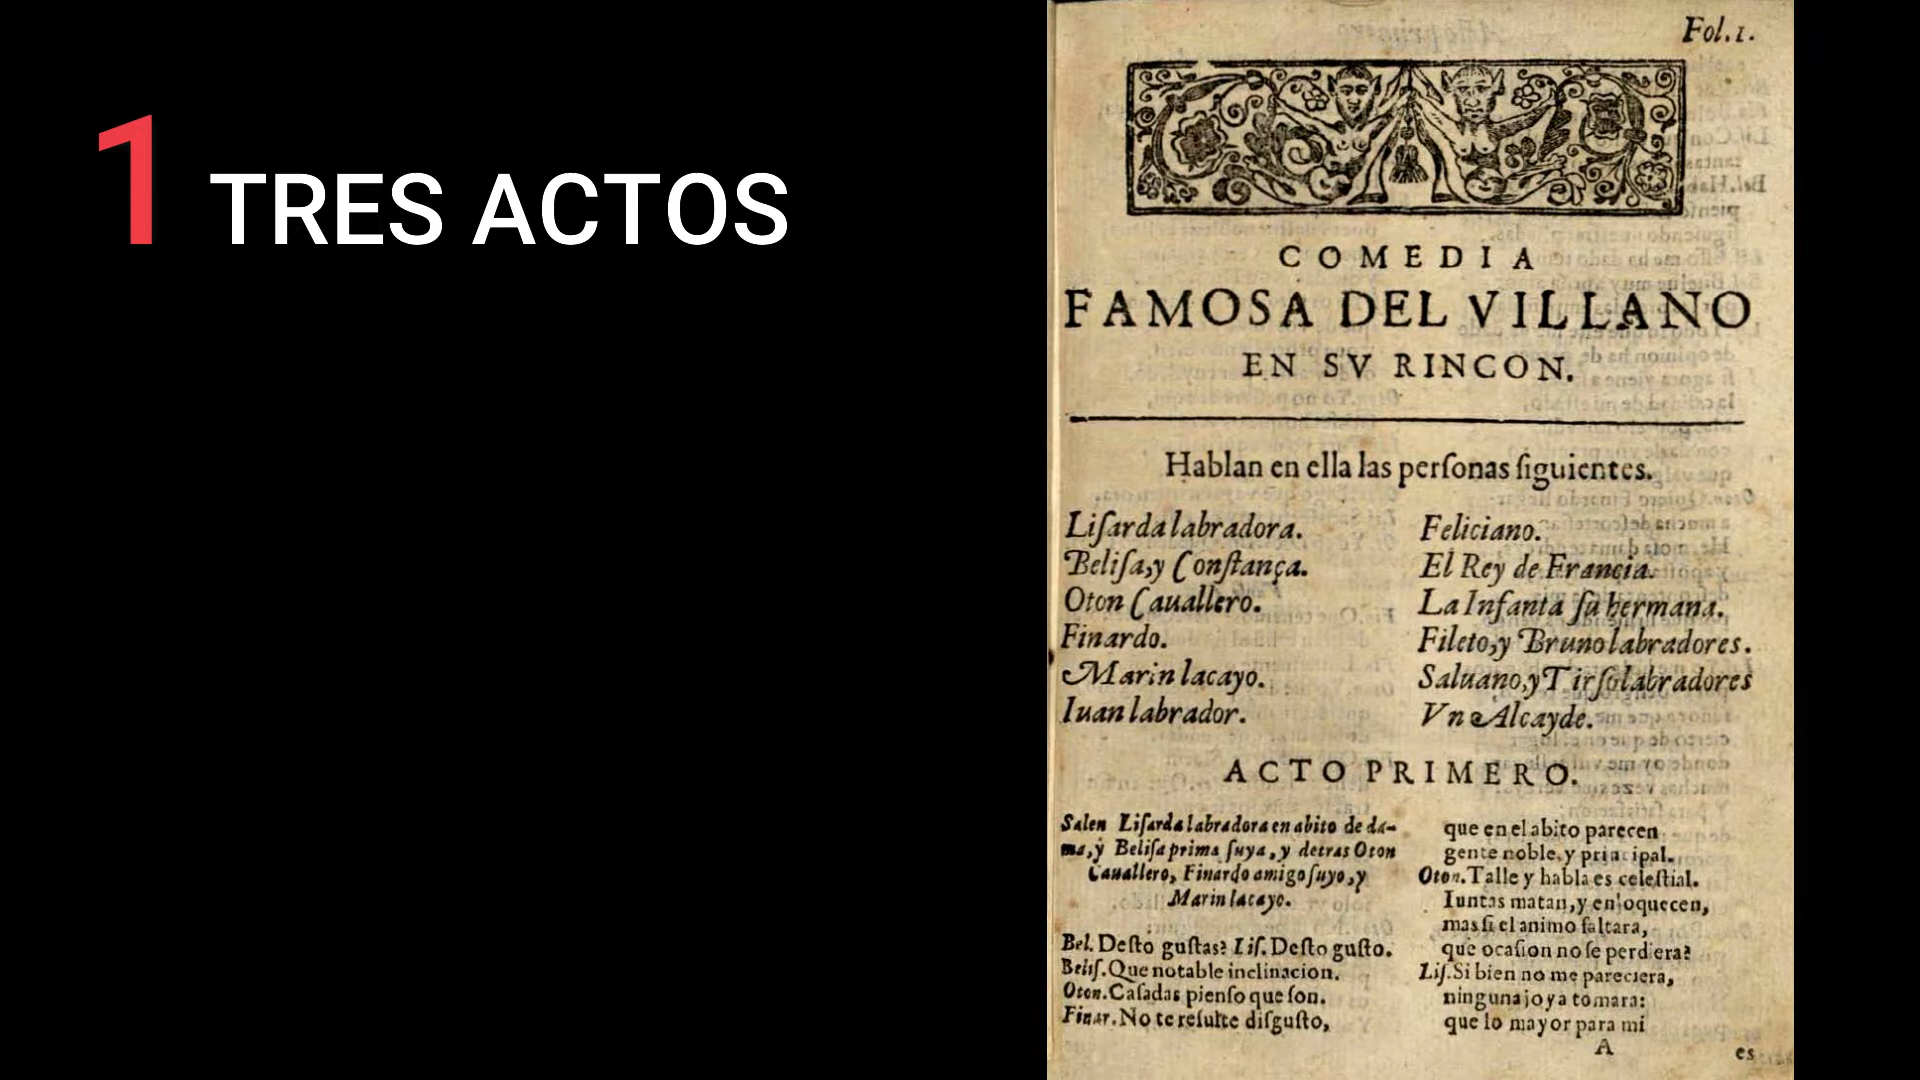 1 TRES ACTOS
Fol.1.
COMEDIA
FAMOSA DEL VILLANO
EN SV RINCON.
Hablan en ella las perſonas ſiguientes.
Liſarda labradora.
Beliſa, y Conſtança.
Oton Cauallero.
Finardo.
Marin lacayo.
Iuan labrador.
Feliciano.
El Rey de Francia.
La Infanta ſu hermana.
Fileto, y Bruno labradores.
Saluano, y Tirſo labradores
Vn Alcayde.
ACTO PRIMERO.
Salen Liſarda labradora en abito de da-
ma, y Beliſa prima ſuya, y detras Oton
Cauallero, Finardo amigo ſuyo, y
Marin lacayo.
Bel. Deſto guſtas? Liſ. Deſto guſto.
Beliſ. Que notable inclinacion.
Oton. Caſadas pienſo que ſon.
Finar. No te reſulte diſguſto,
que en el abito parecen
gente noble, y principal.
Oton. Talle y habla es celeſtial.
Iuntas matan, y enloquecen,
mas ſi el animo faltara,
que ocaſion no ſe perdiera?
Liſ. Si bien no me pareciera,
ninguna joya tomara:
que lo mayor para mi
A
es